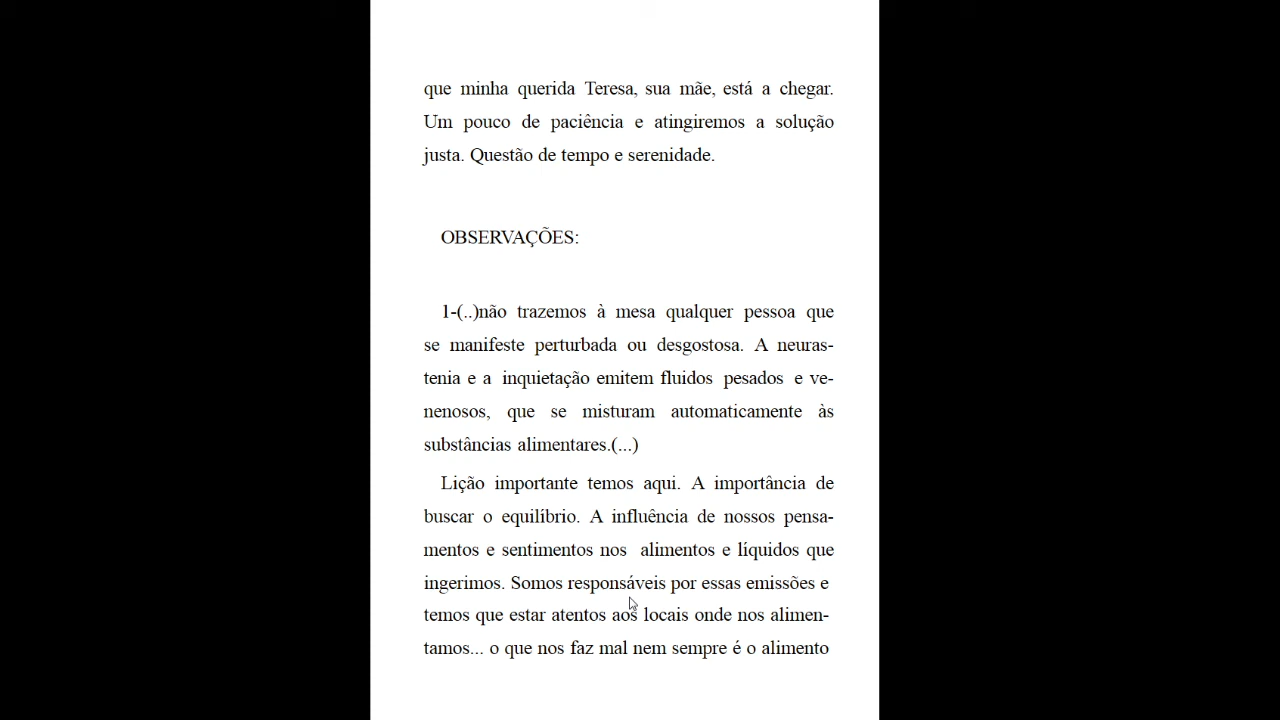 que minha querida Teresa, sua mãe, está a chegar.
Um pouco de paciência e atingiremos a solução
justa. Questão de tempo e serenidade.
OBSERVAÇÕES:
1-(..)não trazemos à mesa qualquer pessoa que
se manifeste perturbada ou desgostosa. A neuras-
tenia e a inquietação emitem fluidos pesados e ve-
nenosos, que se misturam automaticamente às
substâncias alimentares.(...)
Lição importante temos aqui. A importância de
buscar o equilíbrio. A influência de nossos pensa-
mentos e sentimentos nos alimentos e líquidos que
ingerimos. Somos responsáveis por essas emissões e
temos que estar atentos aos locais onde nos alimen-
tamos... o que nos faz mal nem sempre é o alimento